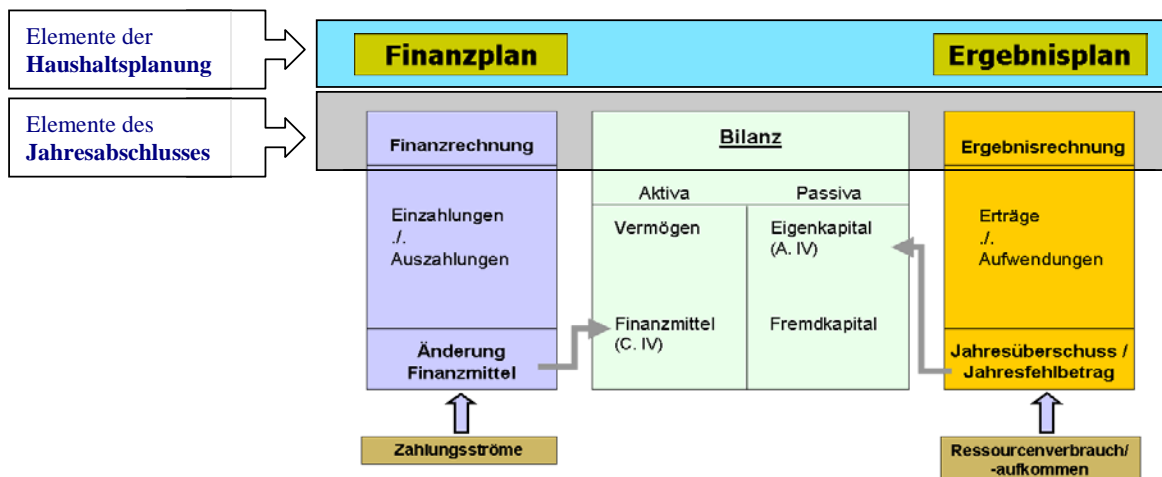 Elemente der
Haushaltsplanung
Finanzplan
Ergebnisplan
Elemente des
Jahresabschlusses
Finanzrechnung
Einzahlungen
./.
Auszahlungen
Änderung
Finanzmittel
Zahlungsströme
Bilanz
Aktiva
Passiva
Vermögen
Finanzmittel
(C. IV)
Eigenkapital
(A. IV)
Fremdkapital
Ergebnisrechnung
Erträge
./.
Aufwendungen
Jahresüberschuss /
Jahresfehlbetrag
Ressourcenverbrauch/
-aufkommen